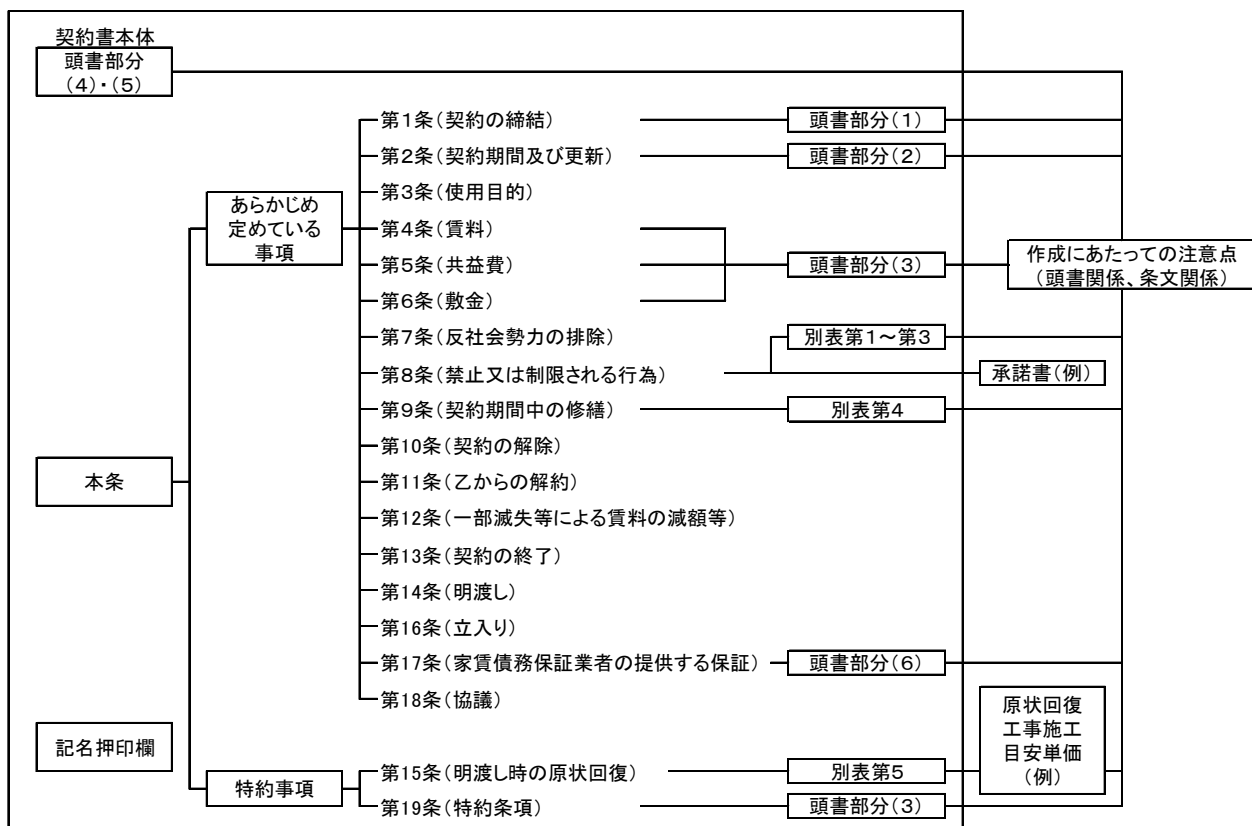 契約書本体
頭書部分
(4)・(5)
第1条(契約の締結)
頭書部分(1)
第2条(契約期間及び更新)
頭書部分(2)
第3条(使用目的)
あらかじめ
定めている
事項
第4条(賃料)
第5条(共益費)
頭書部分(3)
作成にあたっての注意点
(頭書関係、条文関係)
第6条(敷金)
第7条(反社会勢力の排除)
別表第1～第3
第8条(禁止又は制限される行為)
承諾書(例)
第9条(契約期間中の修繕)
別表第4
第10条(契約の解除)
本条
第11条(乙からの解約)
第12条(一部滅失等による賃料の減額等)
第13条(契約の終了)
第14条(明渡し)
第16条(立入り)
第17条(家賃債務保証業者の提供する保証)
頭書部分(6)
第18条(協議)
記名押印欄
特約事項
第15条(明渡し時の原状回復)
別表第5
原状回復
工事施工
目安単価
(例)
第19条(特約条項)
頭書部分(3)